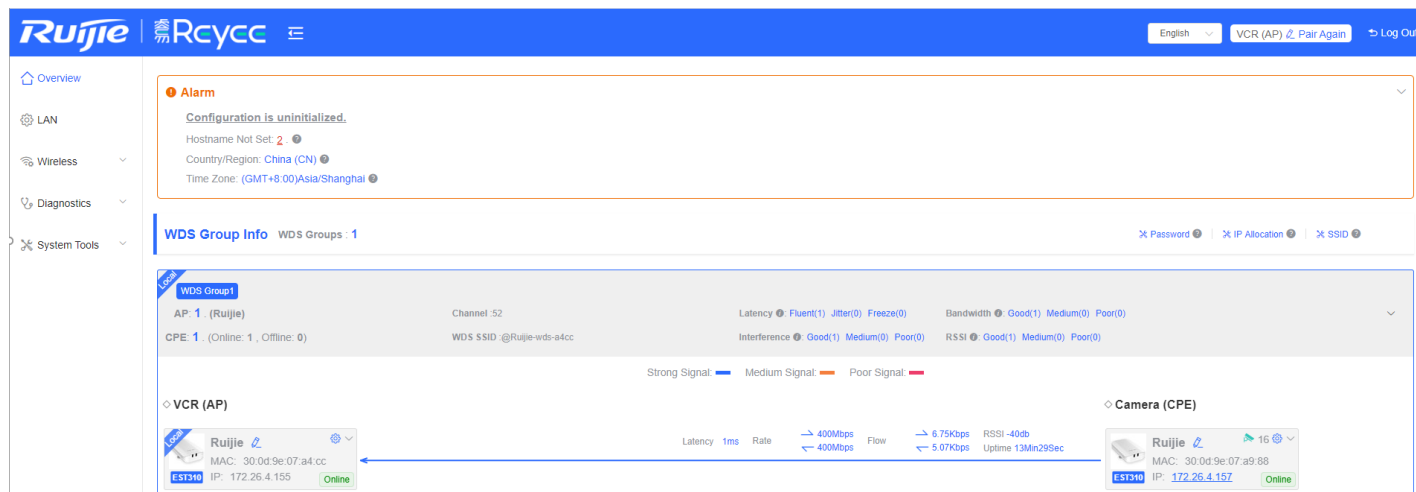 Ruijie | 睿易Reyee English VCR (AP) Pair Again Log Out
Overview
LAN
Wireless
Diagnostics
System Tools
Alarm
Configuration is uninitialized.
Hostname Not Set: 2 .
Country/Region: China (CN)
Time Zone: (GMT+8:00)Asia/Shanghai
WDS Group Info WDS Groups : 1 Password IP Allocation SSID
Local
WDS Group1
AP: 1 . (Ruijie) Channel :52 Latency : Fluent(1) Jitter(0) Freeze(0) Bandwidth : Good(1) Medium(0) Poor(0)
CPE: 1 . (Online: 1 , Offline: 0) WDS SSID :@Ruijie-wds-a4cc Interference : Good(1) Medium(0) Poor(0) RSSI : Good(1) Medium(0) Poor(0)
Strong Signal: Medium Signal: Poor Signal:
VCR (AP) Camera (CPE)
Local
Ruijie
MAC: 30:0d:9e:07:a4:cc
EST310 IP: 172.26.4.155 Online
Latency 1ms Rate 400Mbps 400Mbps Flow 6.75Kbps 5.07Kbps RSSI -40db Uptime 13Min29Sec
Ruijie 16
MAC: 30:0d:9e:07:a9:88
EST310 IP: 172.26.4.157 Online